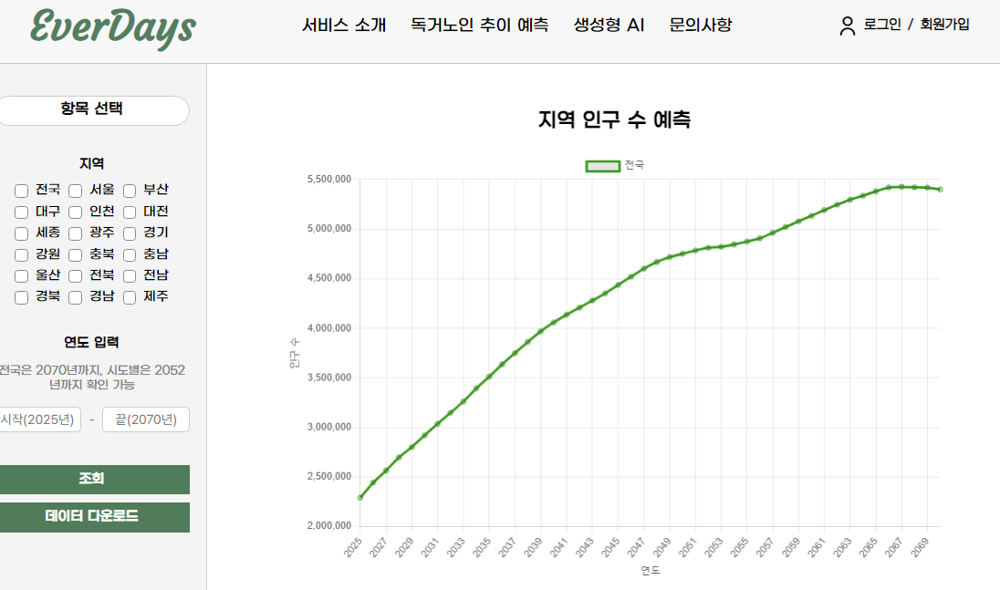 EverDays
서비스 소개 독거노인 추이 예측 생성형 AI 문의사항
로그인 / 회원가입
항목 선택
지역
전국 서울 부산
대구 인천 대전
세종 광주 경기
강원 충북 충남
울산 전북 전남
경북 경남 제주
연도 입력
전국은 2070년까지, 시도별은 2052
년까지 확인 가능
시작(2025년) - 끝(2070년)
조회
데이터 다운로드
지역 인구 수 예측
전국
5,500,000
5,000,000
4,500,000
4,000,000
3,500,000
3,000,000
2,500,000
2,000,000
인구 수
2025 2027 2029 2031 2033 2035 2037 2039 2041 2043 2045 2047 2049 2051 2053 2055 2057 2059 2061 2063 2065 2067 2069
연도